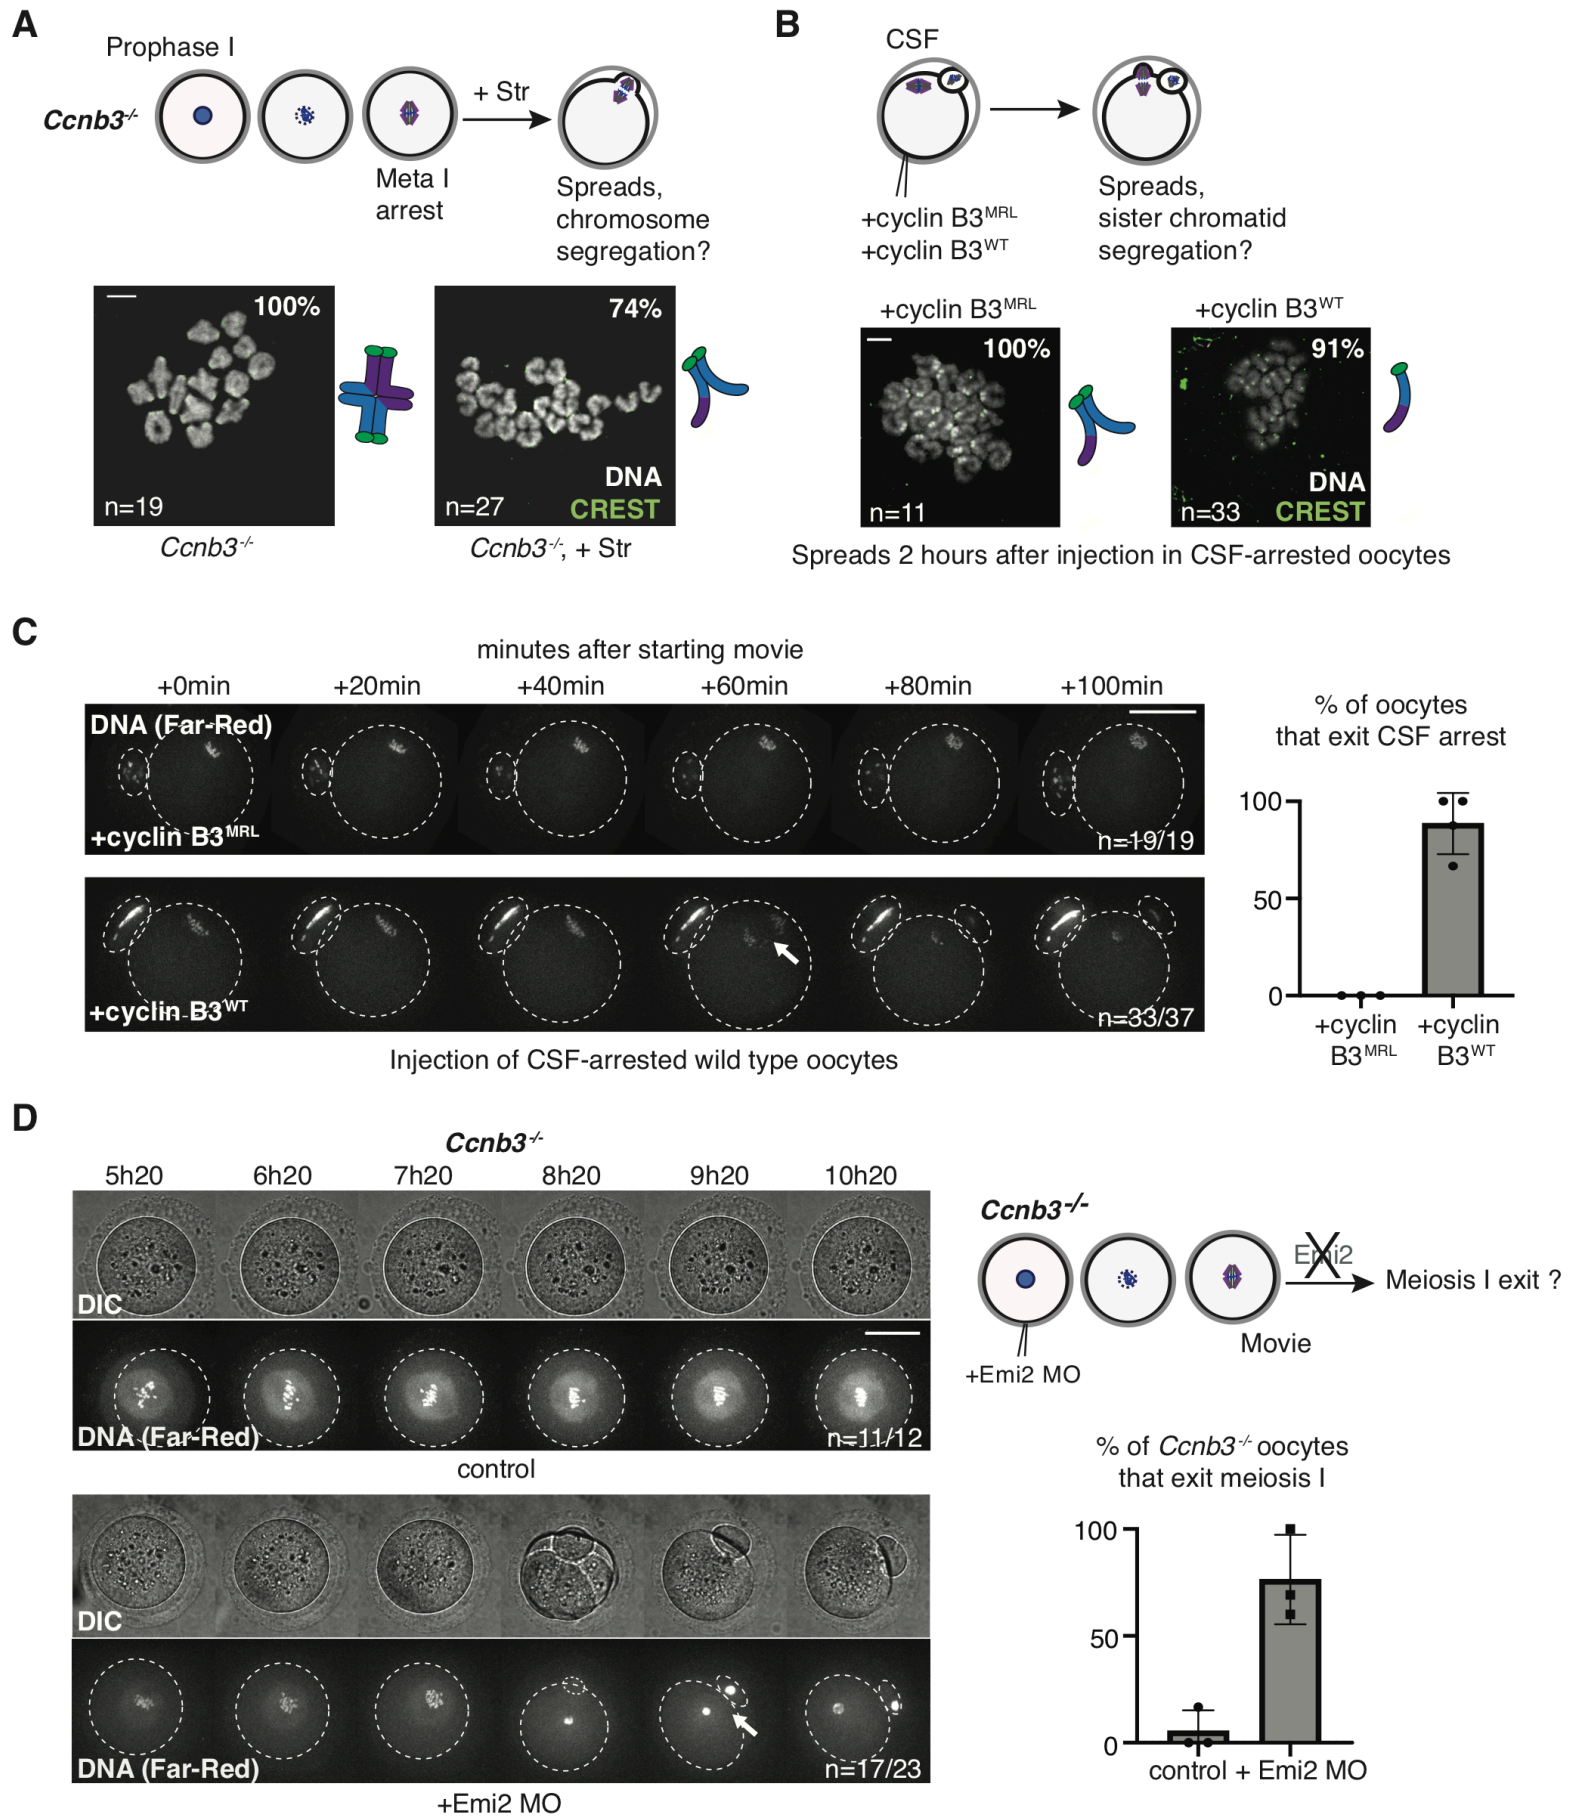 A
Prophase I
Ccnb3-/-
+ Str
Meta I
arrest
Spreads,
chromosome
segregation?
100%
n=19
Ccnb3-/-
74%
DNA
n=27
CREST
Ccnb3-/-, + Str
B
CSF
+cyclin B3MRL
+cyclin B3WT
Spreads,
sister chromatid
segregation?
+cyclin B3MRL
100%
n=11
+cyclin B3WT
91%
DNA
n=33
CREST
Spreads 2 hours after injection in CSF-arrested oocytes
C
minutes after starting movie
+0min +20min +40min +60min +80min +100min
DNA (Far-Red)
+cyclin B3MRL
n=19/19
+cyclin B3WT
n=33/37
Injection of CSF-arrested wild type oocytes
% of oocytes
that exit CSF arrest
100
50
0
+cyclin
B3MRL
+cyclin
B3WT
D
Ccnb3-/-
5h20 6h20 7h20 8h20 9h20 10h20
DIC
DNA (Far-Red)
n=11/12
control
DIC
DNA (Far-Red)
n=17/23
+Emi2 MO
Ccnb3-/-
Emi2
Meiosis I exit ?
Movie
+Emi2 MO
% of Ccnb3-/- oocytes
that exit meiosis I
100
50
0
control + Emi2 MO